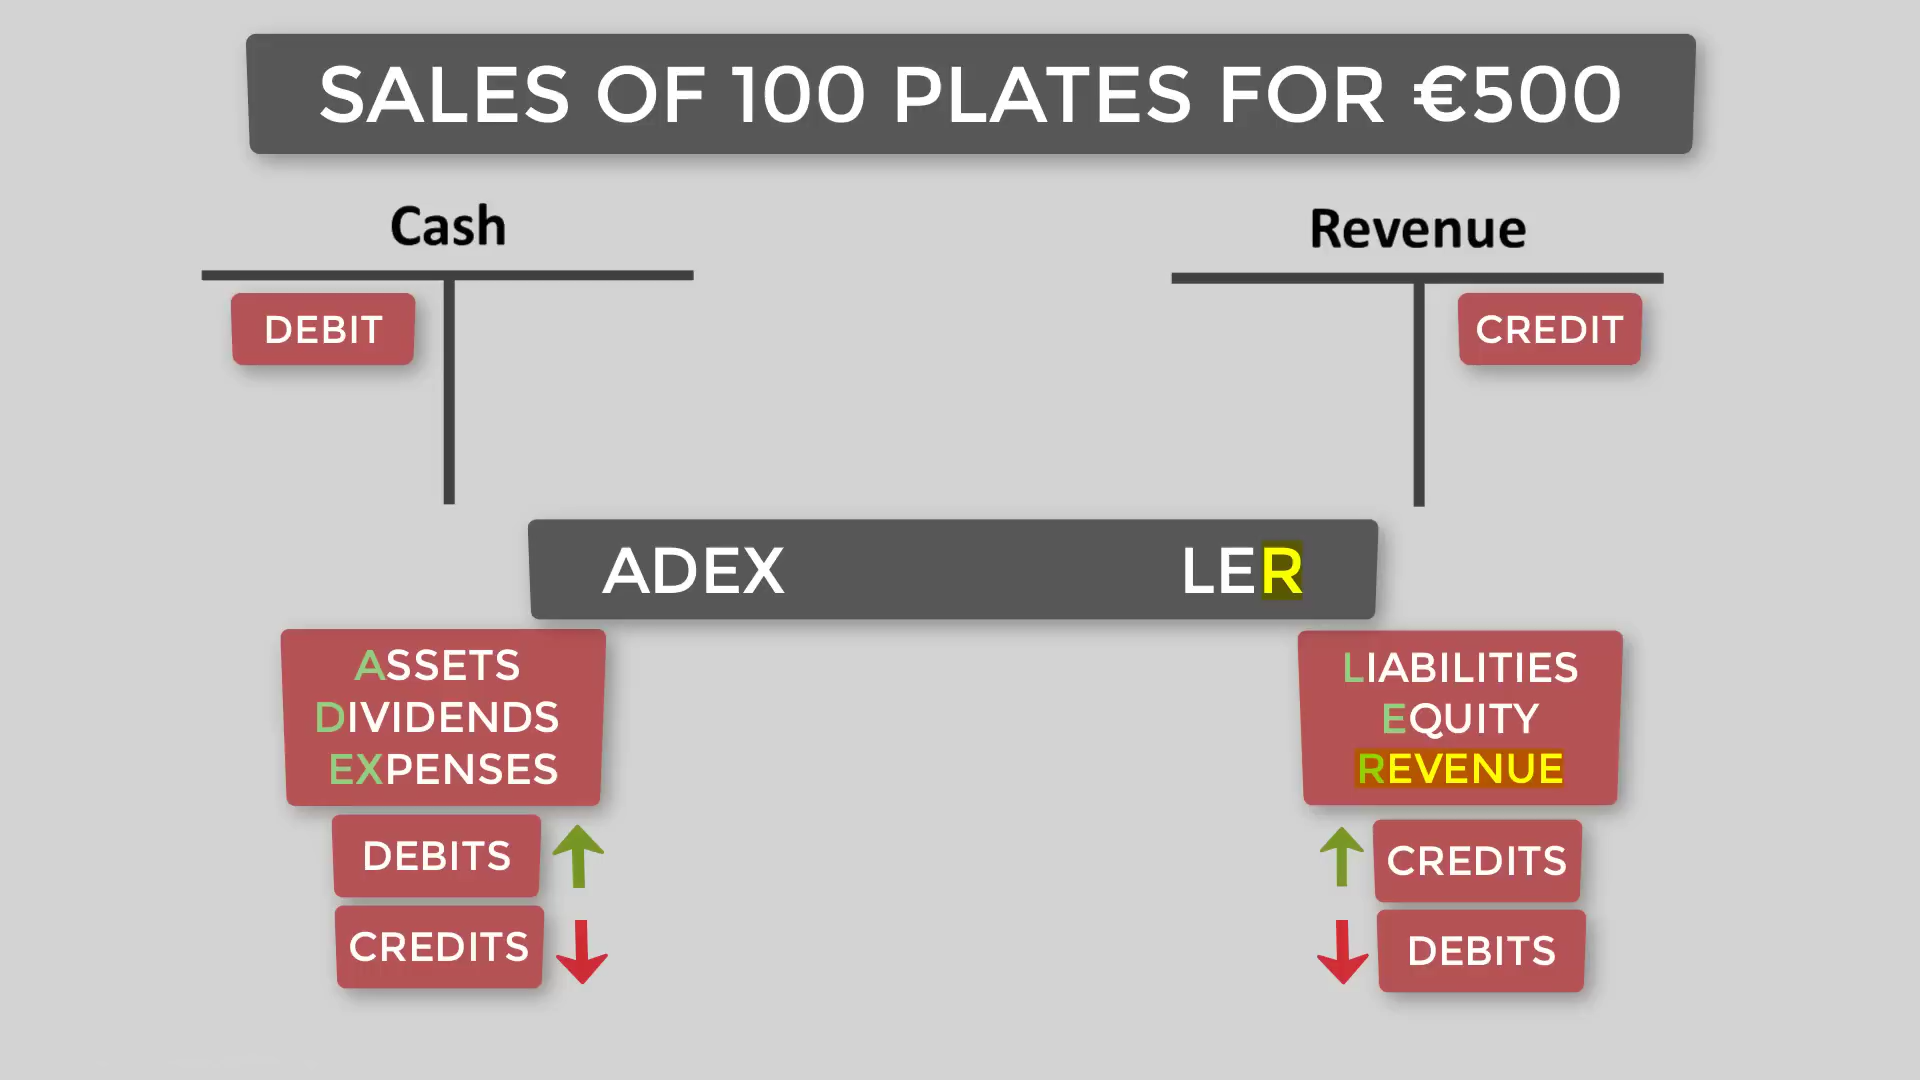 SALES OF 100 PLATES FOR €500
Cash
Revenue
DEBIT
CREDIT
ADEX
LER
ASSETS
DIVIDENDS
EXPENSES
LIABILITIES
EQUITY
REVENUE
DEBITS
CREDITS
CREDITS
DEBITS